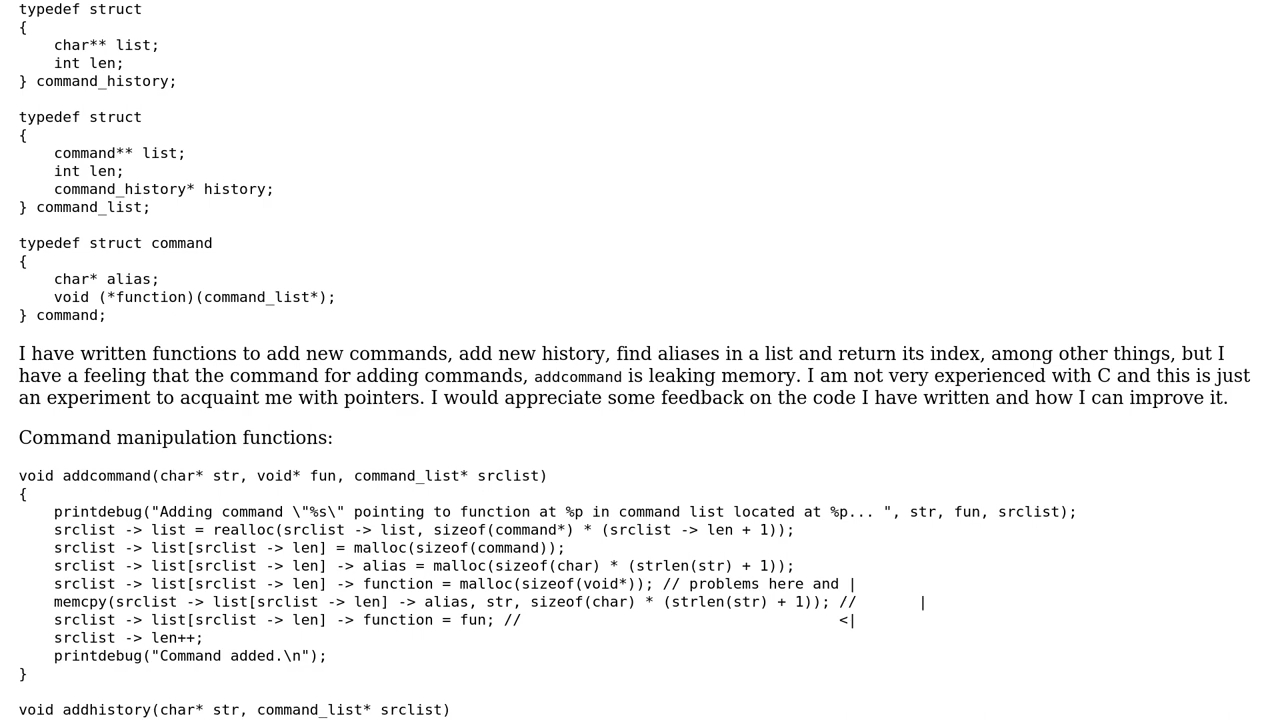 typedef struct
{
    char** list;
    int len;
} command_history;

typedef struct
{
    command** list;
    int len;
    command_history* history;
} command_list;

typedef struct command
{
    char* alias;
    void (*function)(command_list*);
} command;

I have written functions to add new commands, add new history, find aliases in a list and return its index, among other things, but I
have a feeling that the command for adding commands, addcommand is leaking memory. I am not very experienced with C and this is just
an experiment to acquaint me with pointers. I would appreciate some feedback on the code I have written and how I can improve it.

Command manipulation functions:

void addcommand(char* str, void* fun, command_list* srclist)
{
    printdebug("Adding command \"%s\" pointing to function at %p in command list located at %p... ", str, fun, srclist);
    srclist -> list = realloc(srclist -> list, sizeof(command*) * (srclist -> len + 1));
    srclist -> list[srclist -> len] = malloc(sizeof(command));
    srclist -> list[srclist -> len] -> alias = malloc(sizeof(char) * (strlen(str) + 1));
    srclist -> list[srclist -> len] -> function = malloc(sizeof(void*)); // problems here and |
    memcpy(srclist -> list[srclist -> len] -> alias, str, sizeof(char) * (strlen(str) + 1)); //       |
    srclist -> list[srclist -> len] -> function = fun; //                                    <|
    srclist -> len++;
    printdebug("Command added.\n");
}

void addhistory(char* str, command_list* srclist)